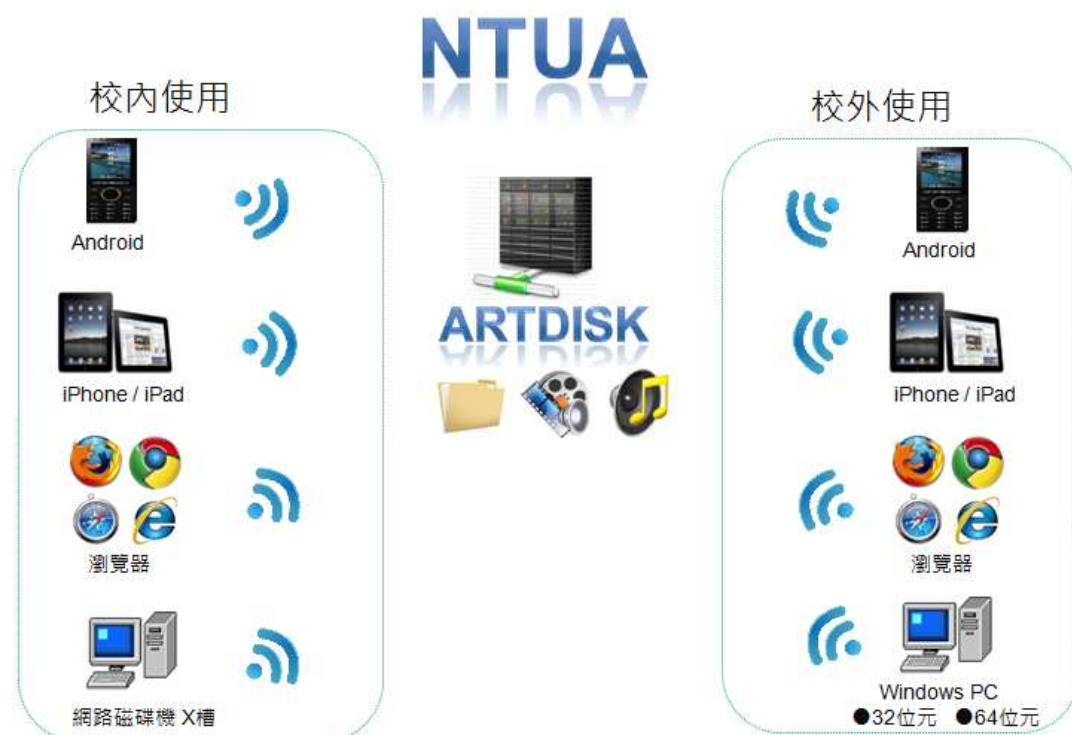 NTUA
校內使用
Android
iPhone / iPad
瀏覽器
網路磁碟機 X槽
ARTDISK
校外使用
Android
iPhone / iPad
瀏覽器
Windows PC
●32位元 ●64位元